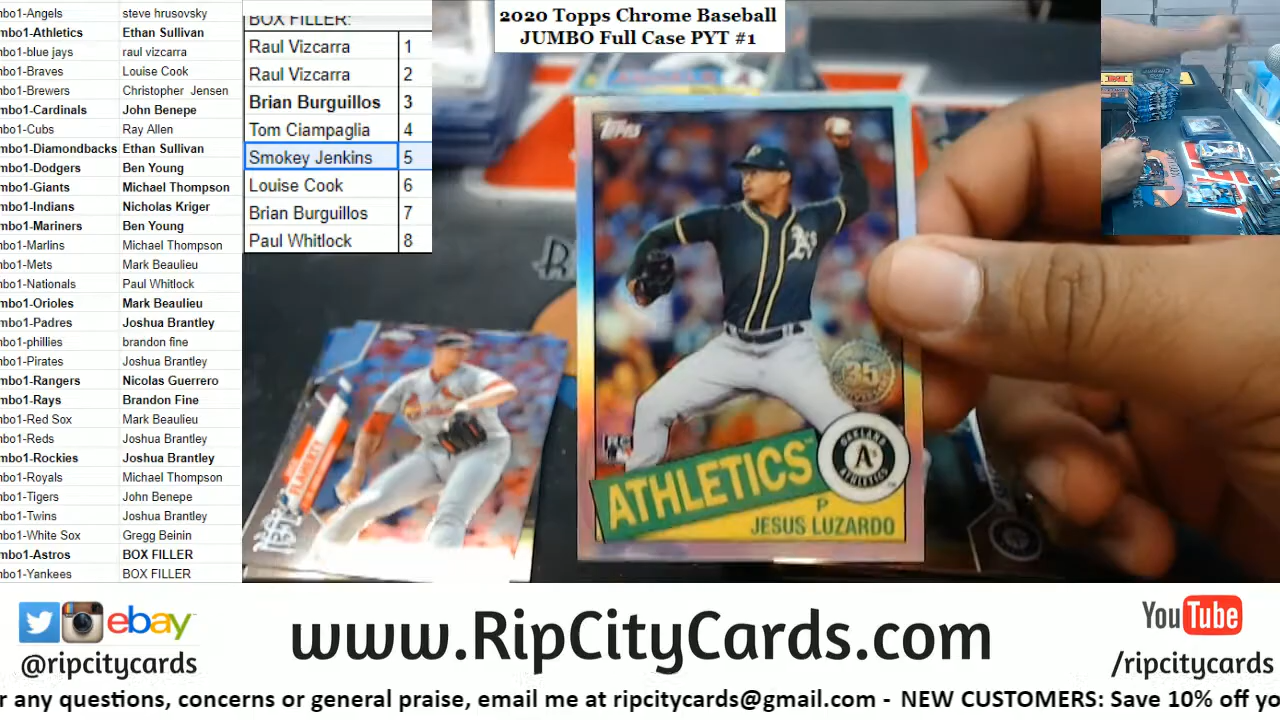 mbo1-Angels steve hrusovsky
mbo1-Athletics Ethan Sullivan
mbo1-blue jays raul vizcarra
mbo1-Braves Louise Cook
mbo1-Brewers Christopher Jensen
mbo1-Cardinals John Benepe
mbo1-Cubs Ray Allen
mbo1-Diamondbacks Ethan Sullivan
mbo1-Dodgers Ben Young
mbo1-Giants Michael Thompson
mbo1-Indians Nicholas Kriger
mbo1-Mariners Ben Young
mbo1-Marlins Michael Thompson
mbo1-Mets Mark Beaulieu
mbo1-Nationals Paul Whitlock
mbo1-Orioles Mark Beaulieu
mbo1-Padres Joshua Brantley
mbo1-phillies brandon fine
mbo1-Pirates Joshua Brantley
mbo1-Rangers Nicolas Guerrero
mbo1-Rays Brandon Fine
mbo1-Red Sox Mark Beaulieu
mbo1-Reds Joshua Brantley
mbo1-Rockies Joshua Brantley
mbo1-Royals Michael Thompson
mbo1-Tigers John Benepe
mbo1-Twins Joshua Brantley
mbo1-White Sox Gregg Beinin
mbo1-Astros BOX FILLER
mbo1-Yankees BOX FILLER
BOX FILLER:
Raul Vizcarra 1
Raul Vizcarra 2
Brian Burguillos 3
Tom Ciampaglia 4
Smokey Jenkins 5
Louise Cook 6
Brian Burguillos 7
Paul Whitlock 8
2020 Topps Chrome Baseball
JUMBO Full Case PYT #1
Topps
A's
35
RC
ATHLETICS
OAKLAND
A's
ATHLETICS
P
JESUS LUZARDO
FLAHERTY
ebay
@ripcitycards
www.RipCityCards.com
YouTube
/ripcitycards
r any questions, concerns or general praise, email me at ripcitycards@gmail.com - NEW CUSTOMERS: Save 10% off yo